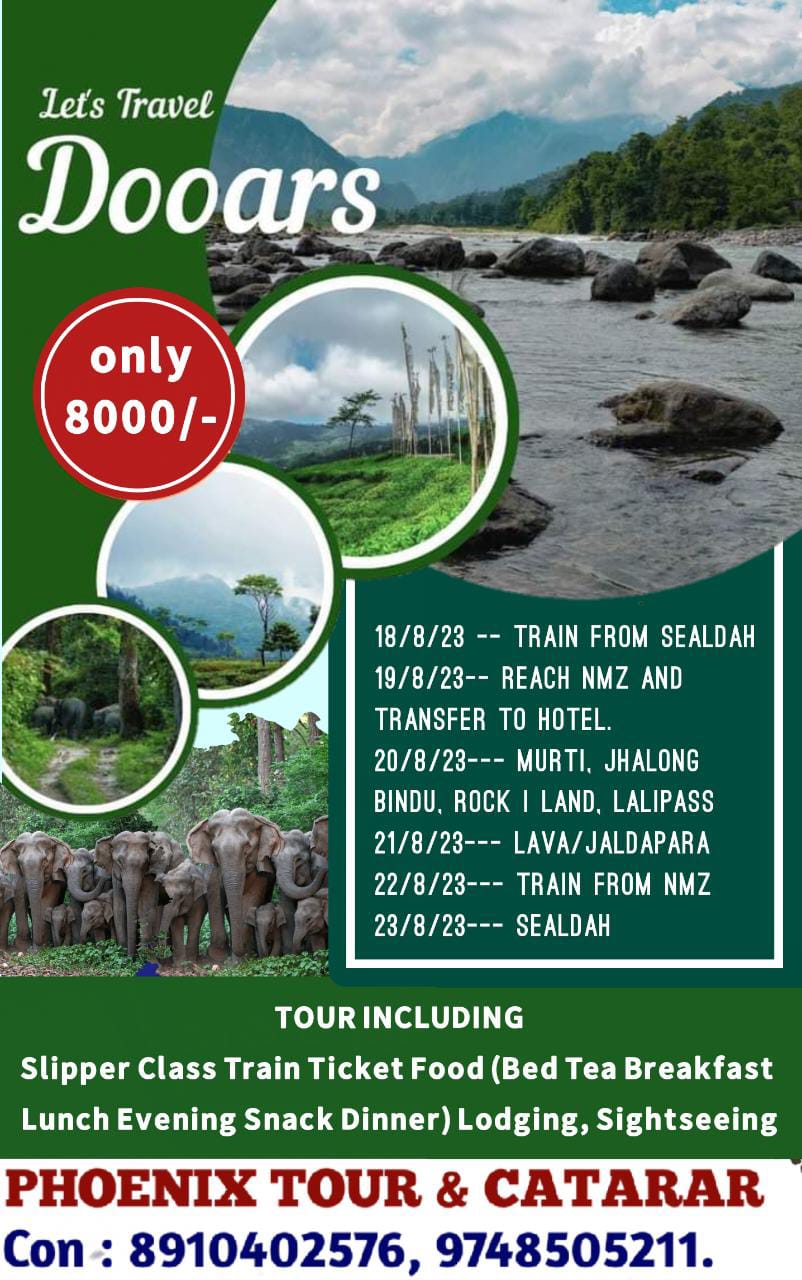 Let's Travel
Dooars
only
8000/-
18/8/23 -- TRAIN FROM SEALDAH
19/8/23-- REACH NMZ AND
TRANSFER TO HOTEL.
20/8/23--- MURTI, JHALONG
BINDU, ROCK I LAND, LALIPASS
21/8/23--- LAVA/JALDAPARA
22/8/23--- TRAIN FROM NMZ
23/8/23--- SEALDAH
TOUR INCLUDING
Slipper Class Train Ticket Food (Bed Tea Breakfast
Lunch Evening Snack Dinner) Lodging, Sightseeing
PHOENIX TOUR & CATARAR
Con : 8910402576, 9748505211.